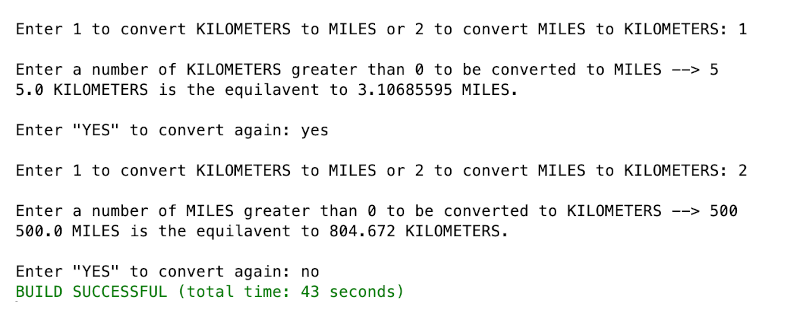 Enter 1 to convert KILOMETERS to MILES or 2 to convert MILES to KILOMETERS: 1
Enter a number of KILOMETERS greater than 0 to be converted to MILES --> 5
5.0 KILOMETERS is the equilavent to 3.10685595 MILES.
Enter "YES" to convert again: yes
Enter 1 to convert KILOMETERS to MILES or 2 to convert MILES to KILOMETERS: 2
Enter a number of MILES greater than 0 to be converted to KILOMETERS --> 500
500.0 MILES is the equilavent to 804.672 KILOMETERS.
Enter "YES" to convert again: no
BUILD SUCCESSFUL (total time: 43 seconds)